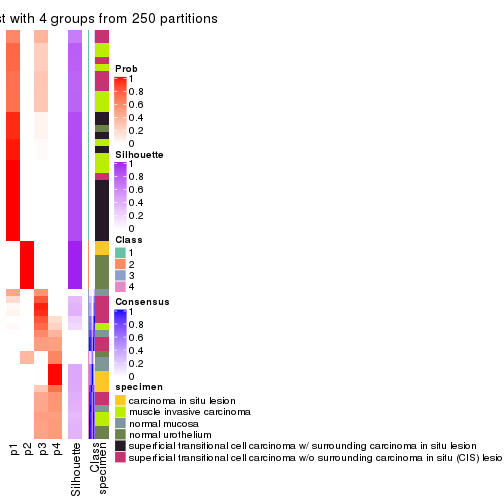 st with 4 groups from 250 partitions
Prob
1
0.8
0.6
0.4
0.2
0
Silhouette
1
0.8
0.6
0.4
0.2
0
Class
1
2
3
4
Consensus
1
0.8
0.6
0.4
0.2
0
specimen
carcinoma in situ lesion
muscle invasive carcinoma
normal mucosa
normal urothelium
superficial transitional cell carcinoma w/ surrounding carcinoma in situ lesion
superficial transitional cell carcinoma w/o surrounding carcinoma in situ (CIS) lesio
p1
p2
p3
p4
Silhouette
Class
specimen